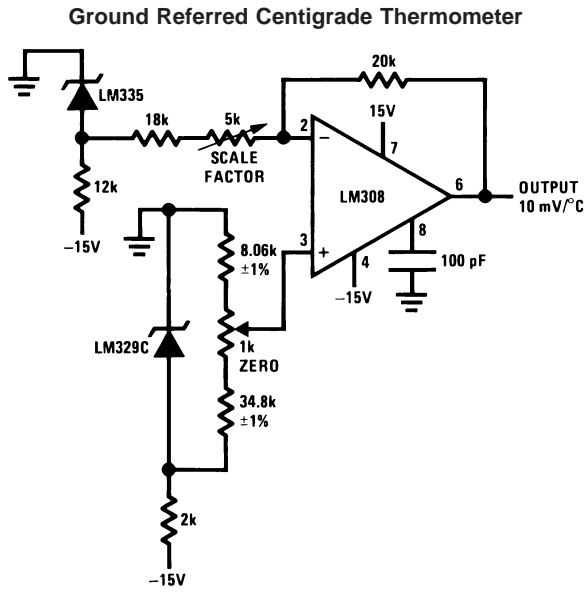 Ground Referred Centigrade Thermometer
20k
LM335
18k
5k
SCALE
FACTOR
12k
–15V
15V
2
–
7
LM308
6
OUTPUT
10 mV/°C
8
3
+
4
–15V
100 pF
8.06k
±1%
LM329C
1k
ZERO
34.8k
±1%
2k
–15V